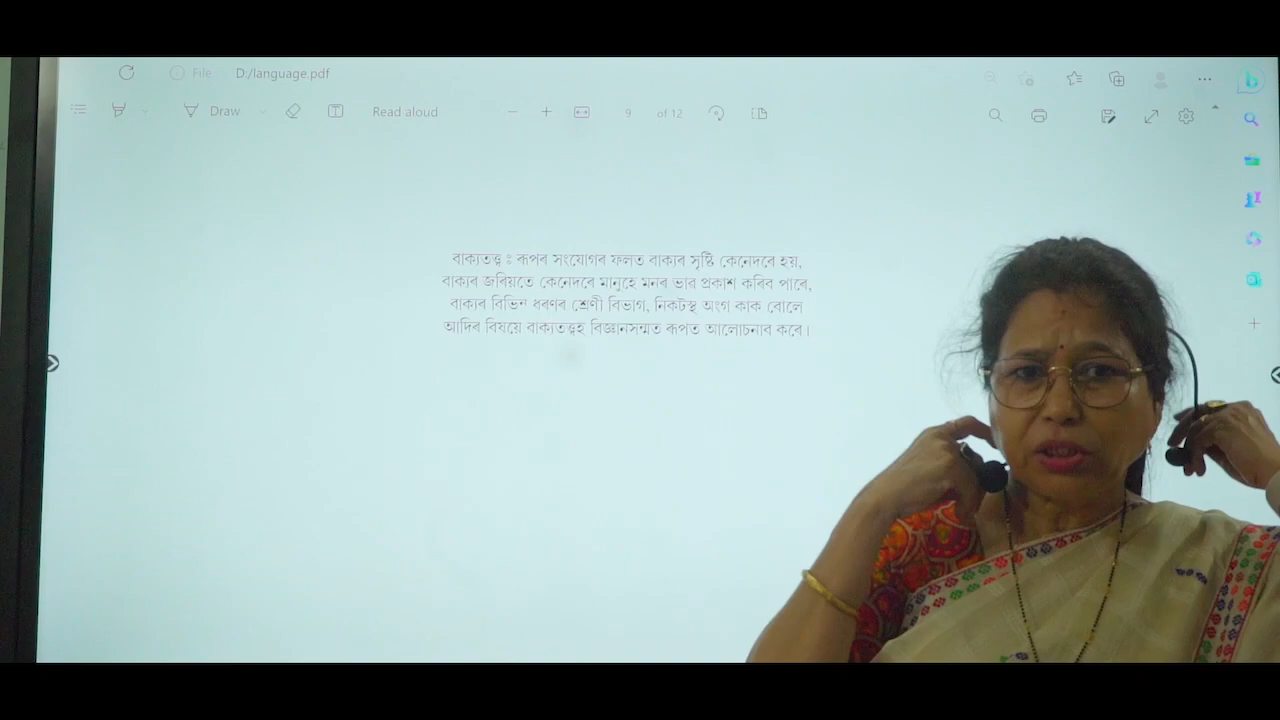 File D:/language.pdf
Draw Read aloud 9 of 12
বাক্যতত্ত্ব ঃ ৰূপৰ সংযোগৰ ফলত বাক্যৰ সৃষ্টি কেনেদৰে হয়,
বাক্যৰ জৰিয়তে কেনেদৰে মানুহে মনৰ ভাৱ প্ৰকাশ কৰিব পাৰে,
বাক্যৰ বিভিন্ন ধৰণৰ শ্ৰেণী বিভাগ, নিকটস্থ অংগ কাক বোলে
আদিৰ বিষয়ে বাক্যতত্ত্বই বিজ্ঞানসন্মত ৰূপত আলোচনাব কৰে।